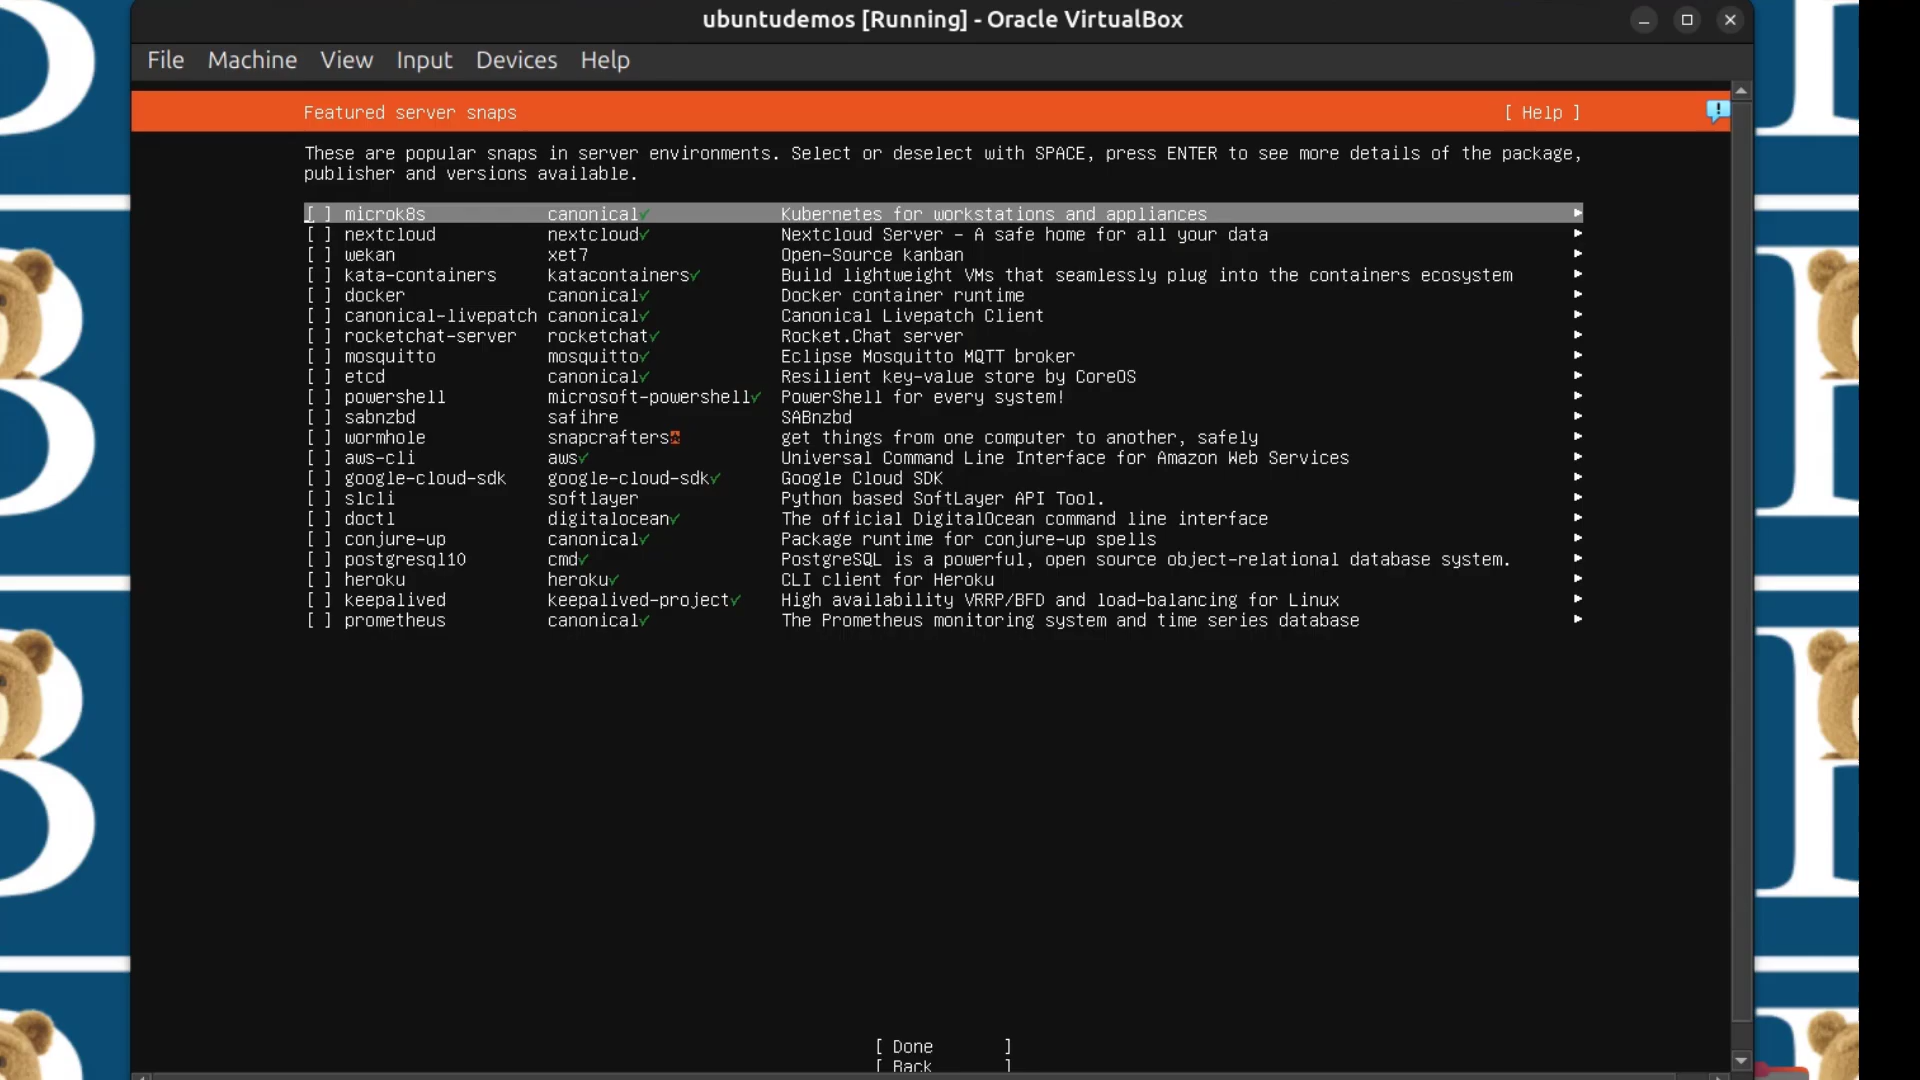 ubuntudemos [Running] - Oracle VirtualBox
File Machine View Input Devices Help
Featured server snaps [ Help ]
These are popular snaps in server environments. Select or deselect with SPACE, press ENTER to see more details of the package,
publisher and versions available.
[ ] microk8s canonical✓ Kubernetes for workstations and appliances ▸
[ ] nextcloud nextcloud✓ Nextcloud Server - A safe home for all your data ▸
[ ] wekan xet7 Open-Source kanban ▸
[ ] kata-containers katacontainers✓ Build lightweight VMs that seamlessly plug into the containers ecosystem ▸
[ ] docker canonical✓ Docker container runtime ▸
[ ] canonical-livepatch canonical✓ Canonical Livepatch Client ▸
[ ] rocketchat-server rocketchat✓ Rocket.Chat server ▸
[ ] mosquitto mosquitto✓ Eclipse Mosquitto MQTT broker ▸
[ ] etcd canonical✓ Resilient key-value store by CoreOS ▸
[ ] powershell microsoft-powershell✓ PowerShell for every system! ▸
[ ] sabnzbd safihre SABnzbd ▸
[ ] wormhole snapcrafters get things from one computer to another, safely ▸
[ ] aws-cli aws✓ Universal Command Line Interface for Amazon Web Services ▸
[ ] google-cloud-sdk google-cloud-sdk✓ Google Cloud SDK ▸
[ ] slcli softlayer Python based SoftLayer API Tool. ▸
[ ] doctl digitalocean✓ The official DigitalOcean command line interface ▸
[ ] conjure-up canonical✓ Package runtime for conjure-up spells ▸
[ ] postgresql10 cmd✓ PostgreSQL is a powerful, open source object-relational database system. ▸
[ ] heroku heroku✓ CLI client for Heroku ▸
[ ] keepalived keepalived-project✓ High availability VRRP/BFD and load-balancing for Linux ▸
[ ] prometheus canonical✓ The Prometheus monitoring system and time series database ▸
[ Done ]
[ Back ]